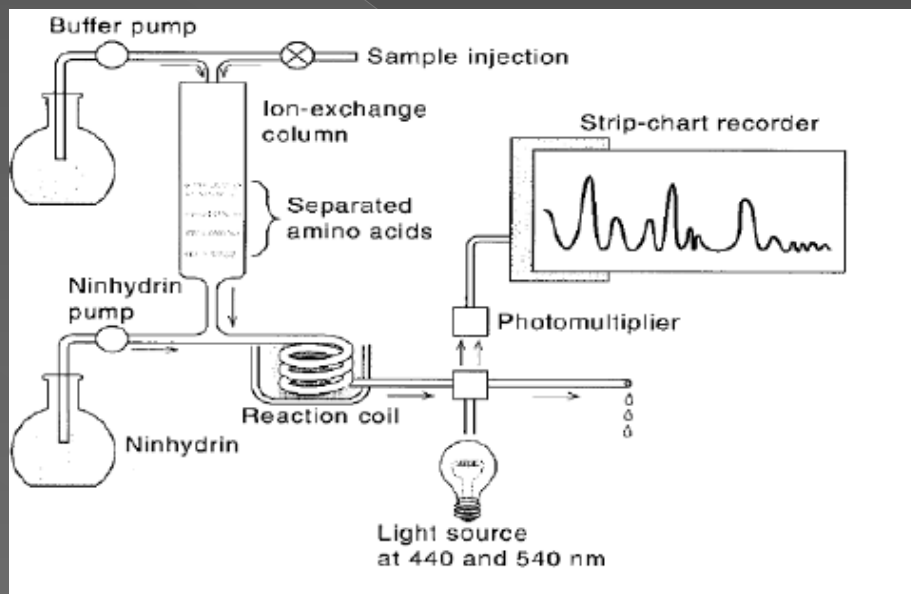 Buffer pump
Sample injection
Ion-exchange
column
Strip-chart recorder
Separated
amino acids
Ninhydrin
pump
Photomultiplier
Reaction coil
Ninhydrin
Light source
at 440 and 540 nm